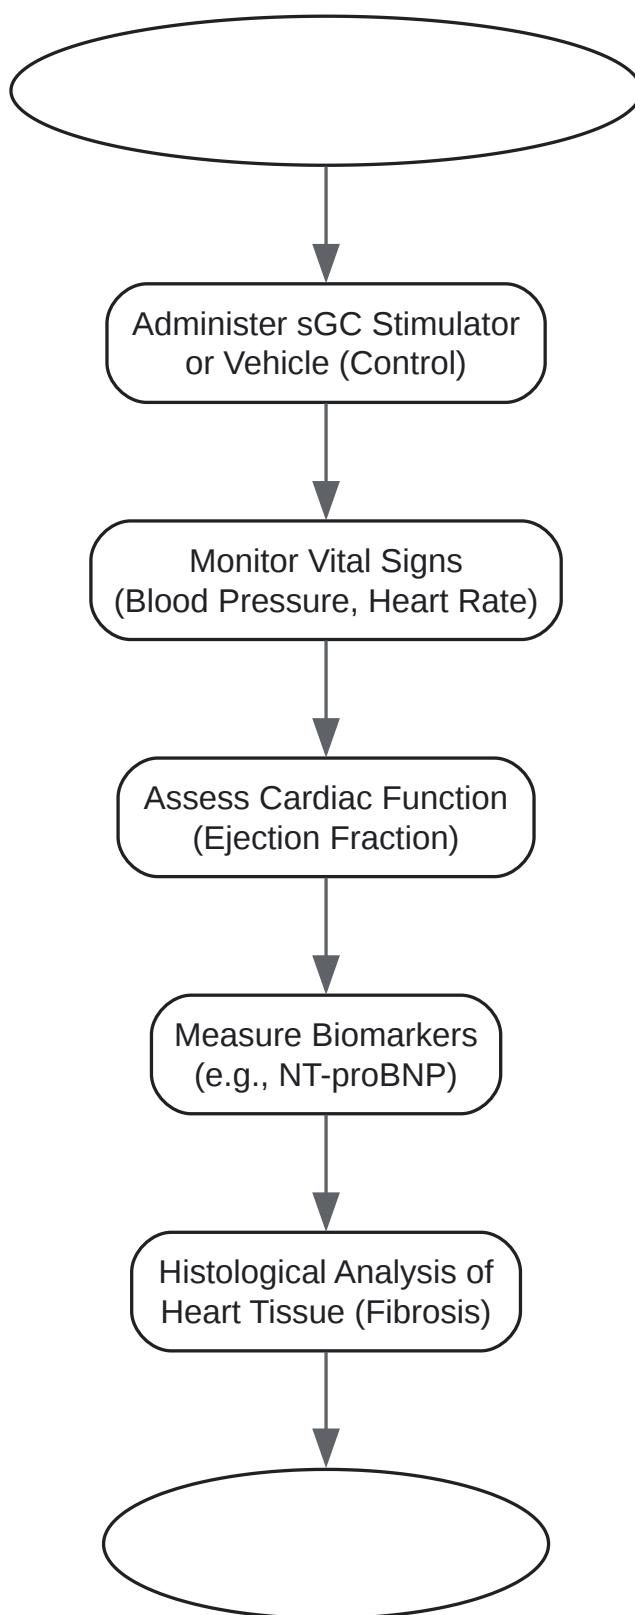 Administer sGC Stimulator
or Vehicle (Control)
Monitor Vital Signs
(Blood Pressure, Heart Rate)
Assess Cardiac Function
(Ejection Fraction)
Measure Biomarkers
(e.g., NT-proBNP)
Histological Analysis of
Heart Tissue (Fibrosis)